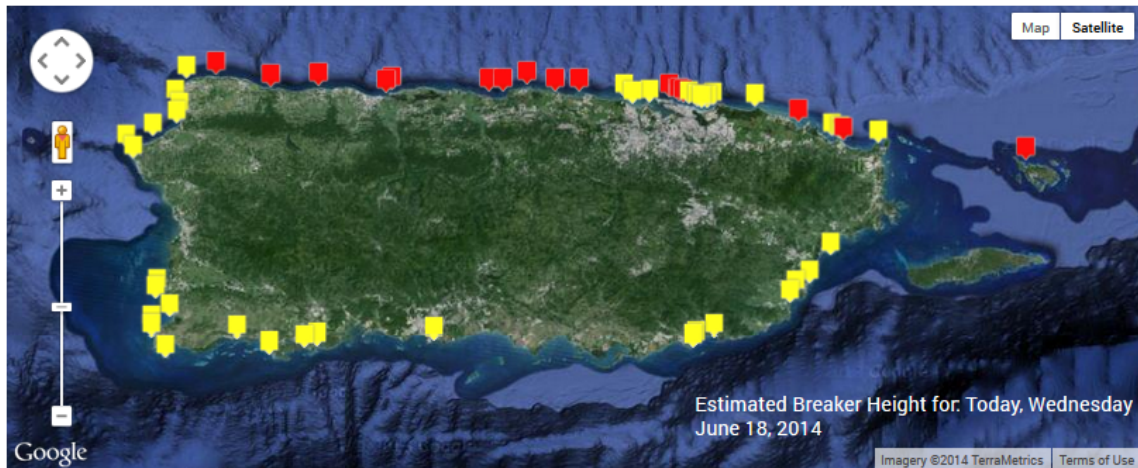 Map Satellite
Estimated Breaker Height for: Today, Wednesday
June 18, 2014
Google
Imagery ©2014 TerraMetrics Terms of Use